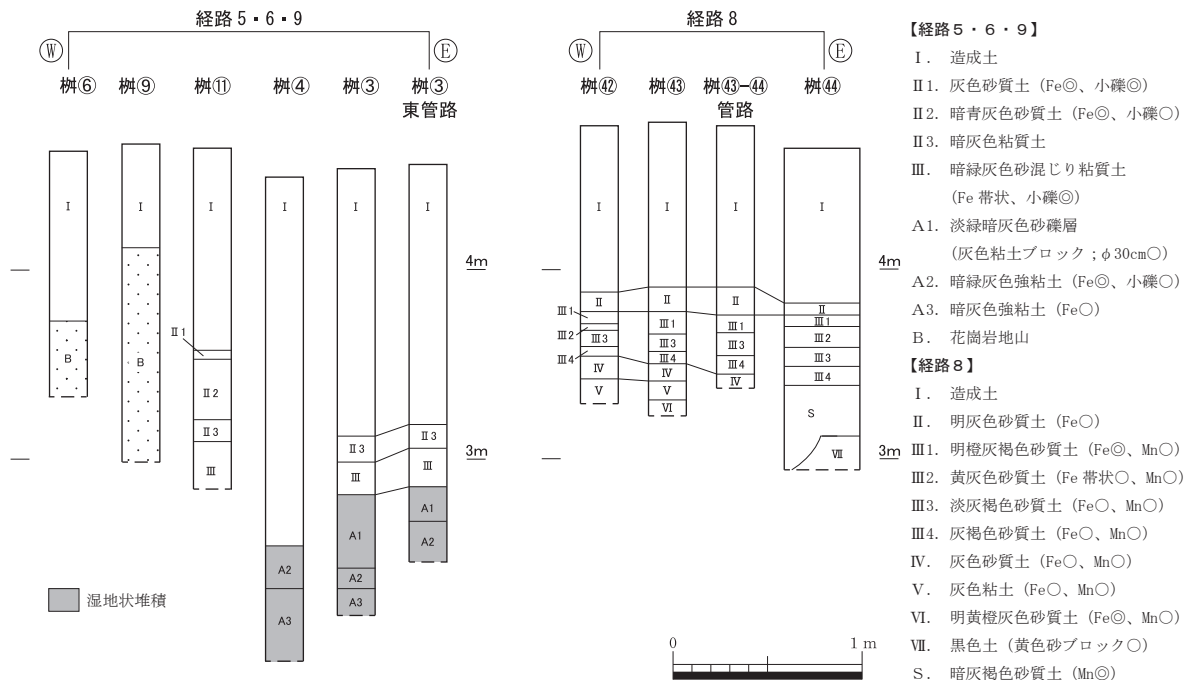 経路5・6・9
Ⓦ Ⓔ
桝⑥ 桝⑨ 桝⑪ 桝④ 桝③ 桝③
東管路
Ⅰ Ⅰ Ⅰ Ⅰ Ⅰ Ⅰ
4m
Ⅱ1
B B Ⅱ2
Ⅱ3 Ⅱ3 Ⅱ3
Ⅲ Ⅲ Ⅲ
3m
A1 A1
A2 A2 A2
A3 A3
湿地状堆積
経路8
Ⓦ Ⓔ
桝㊷ 桝㊸ 桝㊸-㊹ 桝㊹
管路
Ⅰ Ⅰ Ⅰ Ⅰ
4m
Ⅱ Ⅱ Ⅱ Ⅱ
Ⅲ1 Ⅲ1 Ⅲ1 Ⅲ1
Ⅲ2 Ⅲ2
Ⅲ3 Ⅲ3 Ⅲ3 Ⅲ3
Ⅲ4 Ⅲ4 Ⅲ4 Ⅲ4
Ⅳ Ⅳ Ⅳ
Ⅴ Ⅴ S
Ⅵ Ⅶ
3m
0 1 m
【経路5・6・9】
Ⅰ. 造成土
Ⅱ1. 灰色砂質土(Fe◎、小礫◎)
Ⅱ2. 暗青灰色砂質土(Fe◎、小礫○)
Ⅱ3. 暗灰色粘質土
Ⅲ. 暗緑灰色砂混じり粘質土
(Fe 帯状、小礫◎)
A1. 淡緑暗灰色砂礫層
(灰色粘土ブロック;φ30cm○)
A2. 暗緑灰色強粘土(Fe◎、小礫○)
A3. 暗灰色強粘土(Fe○)
B. 花崗岩地山
【経路8】
Ⅰ. 造成土
Ⅱ. 明灰色砂質土(Fe○)
Ⅲ1. 明橙灰褐色砂質土(Fe◎、Mn○)
Ⅲ2. 黄灰色砂質土(Fe 帯状○、Mn○)
Ⅲ3. 淡灰褐色砂質土(Fe○、Mn○)
Ⅲ4. 灰褐色砂質土(Fe○、Mn○)
Ⅳ. 灰色砂質土(Fe○、Mn○)
Ⅴ. 灰色粘土(Fe○、Mn○)
Ⅵ. 明黄橙灰色砂質土(Fe◎、Mn○)
Ⅶ. 黒色土(黄色砂ブロック○)
S. 暗灰褐色砂質土(Mn◎)